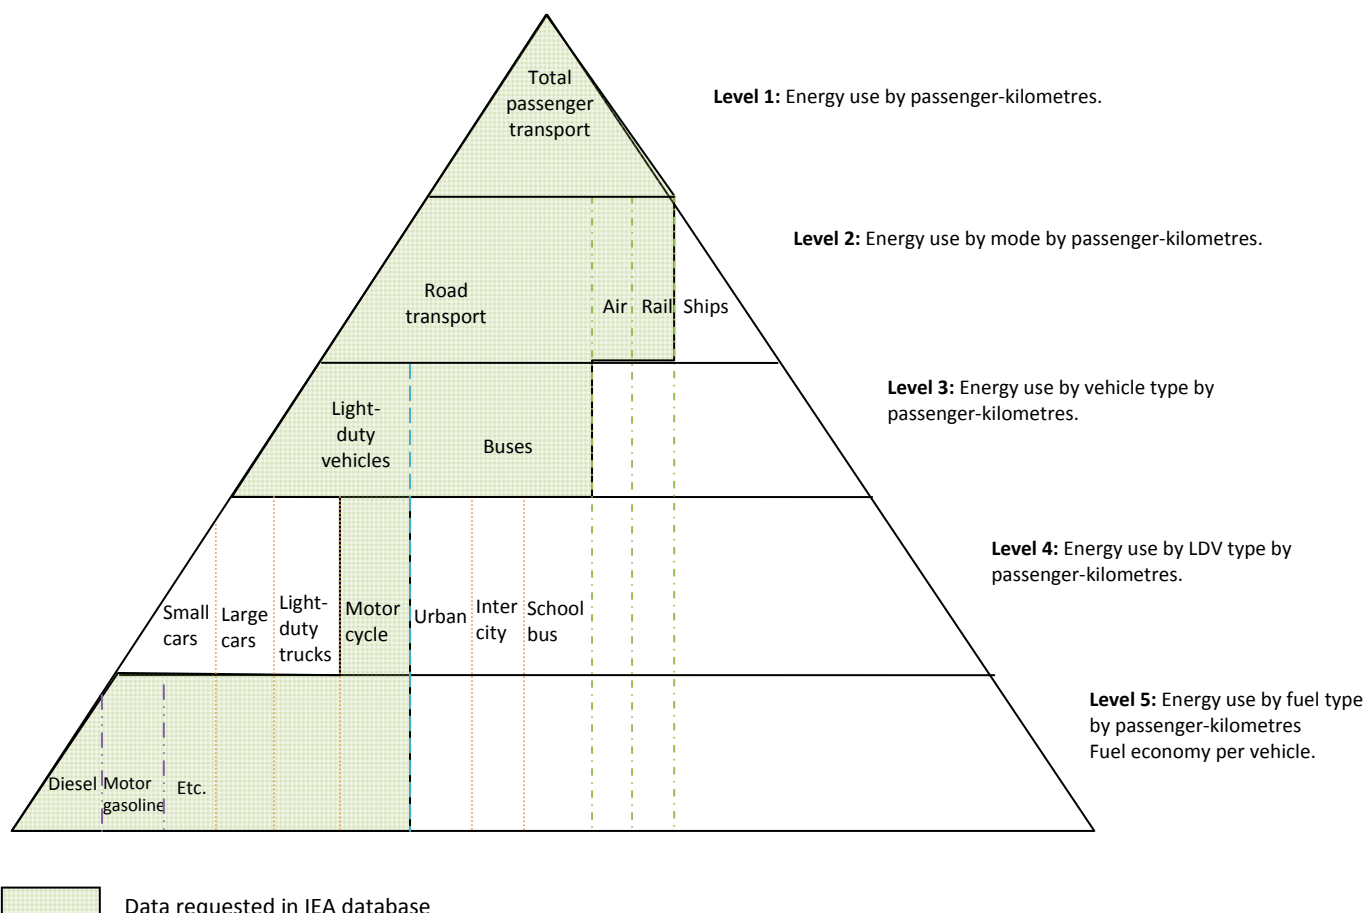 Total
passenger
transport
Level 1: Energy use by passenger-kilometres.
Level 2: Energy use by mode by passenger-kilometres.
Road
transport
Air
Rail
Ships
Level 3: Energy use by vehicle type by
passenger-kilometres.
Light-
duty
vehicles
Buses
Level 4: Energy use by LDV type by
passenger-kilometres.
Small
cars
Large
cars
Light-
duty
trucks
Motor
cycle
Urban
Inter
city
School
bus
Level 5: Energy use by fuel type
by passenger-kilometres
Fuel economy per vehicle.
Diesel
Motor
gasoline
Etc.
Data requested in IEA database